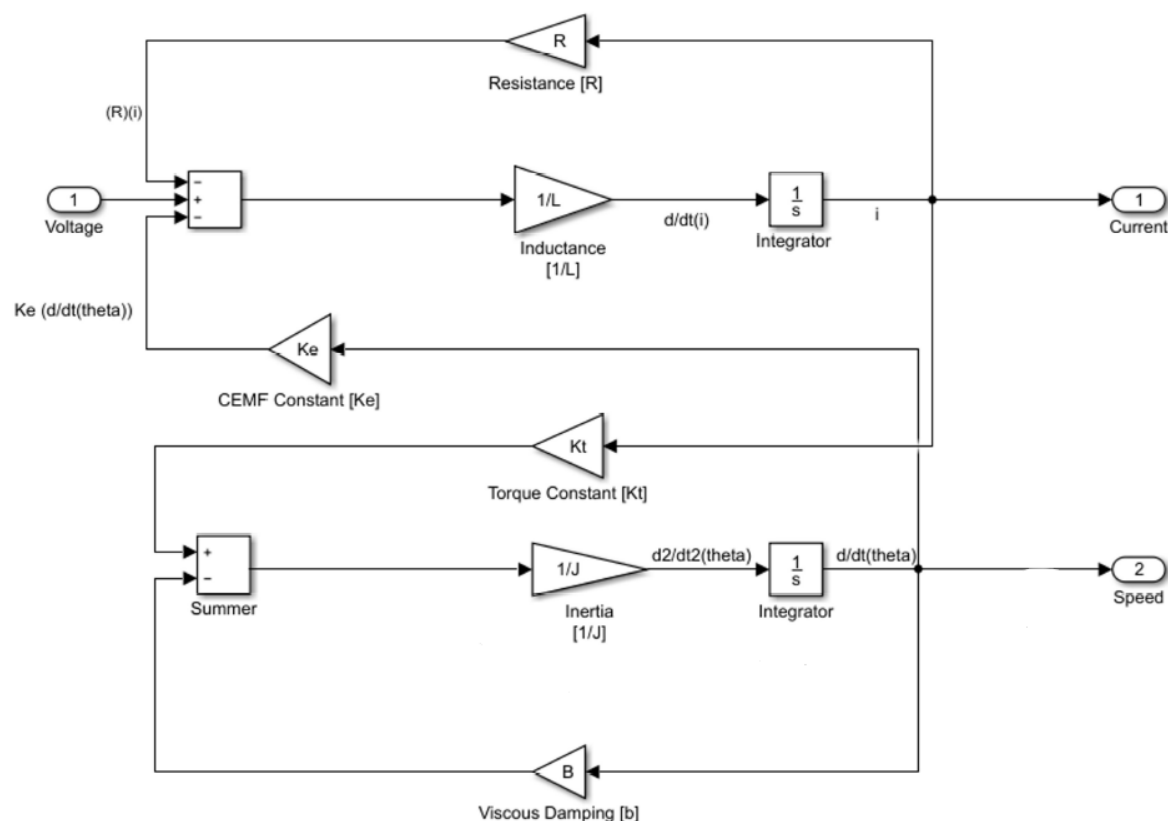 R
Resistance [R]
(R)(i)
1
Voltage
−
+
−
1/L
Inductance
[1/L]
d/dt(i)
1
s
Integrator
i
1
Current
Ke (d/dt(theta))
Ke
CEMF Constant [Ke]
Kt
Torque Constant [Kt]
+
−
Summer
1/J
Inertia
[1/J]
d2/dt2(theta)
1
s
Integrator
d/dt(theta)
2
Speed
B
Viscous Damping [b]